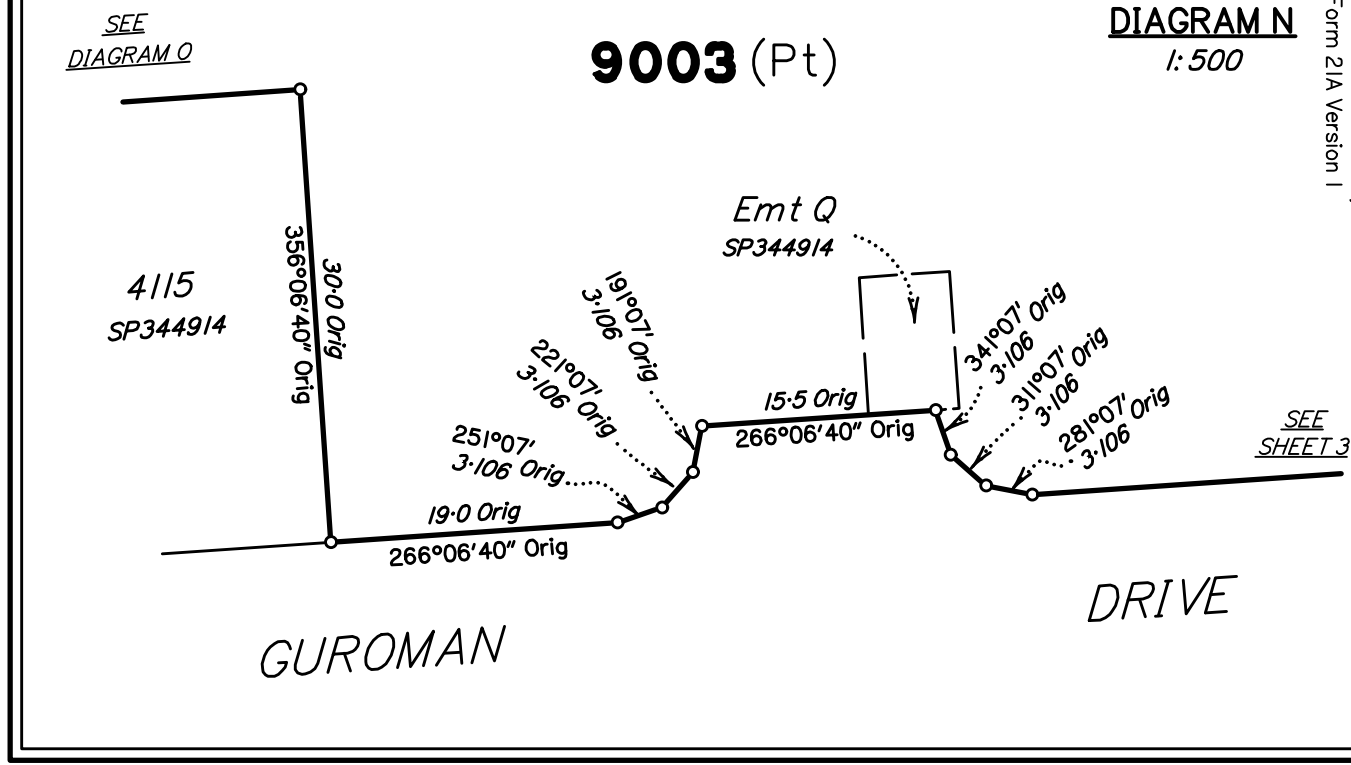 SEE
DIAGRAM O
9003 (Pt)
DIAGRAM N
1:500
Form 21A Version 1
Emt Q
SP344914
4115
SP344914
30·0 Orig
356°06'40" Orig
191°07' Orig
3·106
221°07'
3·106 Orig
251°07'
3·106 Orig
15·5 Orig
266°06'40" Orig
341°07' Orig
3·106
311°07' Orig
3·106
281°07' Orig
3·106
SEE
SHEET 3
19·0 Orig
266°06'40" Orig
GUROMAN DRIVE